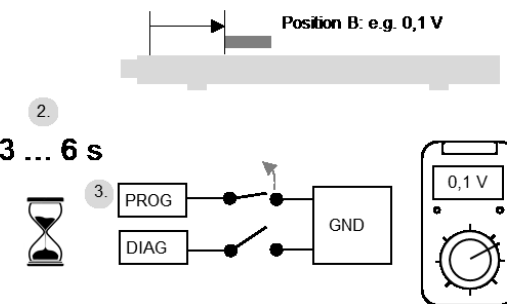 Position B: e.g. 0,1 V
2.
3 ... 6 s
3.
PROG
DIAG
GND
0,1 V